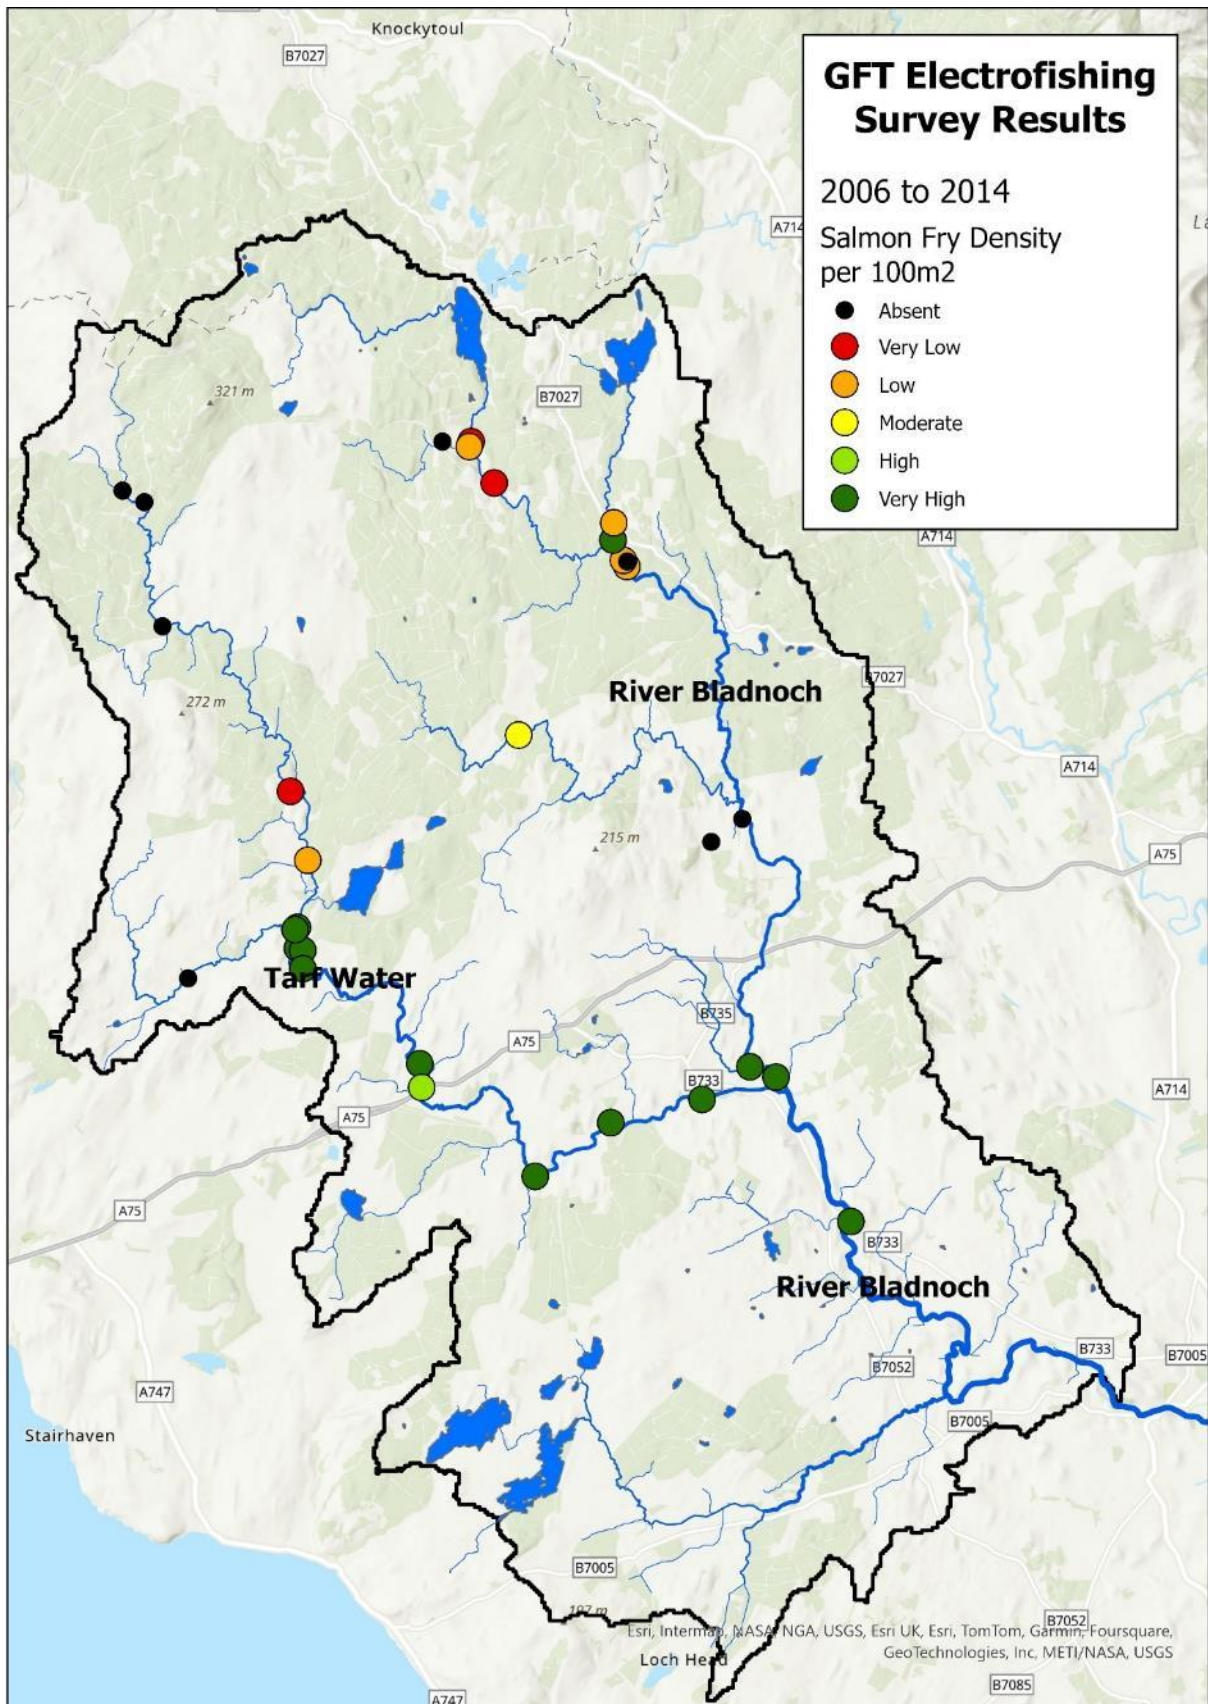 Knockytoul
B7027
GFT Electrofishing
Survey Results
2006 to 2014
Salmon Fry Density
per 100m2
Absent
Very Low
Low
Moderate
High
Very High
A714
321 m
B7027
A714
272 m
River Bladnoch
B7027
A714
215 m
A75
Tarf Water
B735
A75
B733
A75
A714
A75
B733
River Bladnoch
B733
B7052
B7005
A747
B7005
Stairhaven
B7005
197 m
B7052
Esri, Intermap, NASA, NGA, USGS, Esri UK, Esri, TomTom, Garmin, Foursquare,
GeoTechnologies, Inc, METI/NASA, USGS
Loch Head
B7085
A747